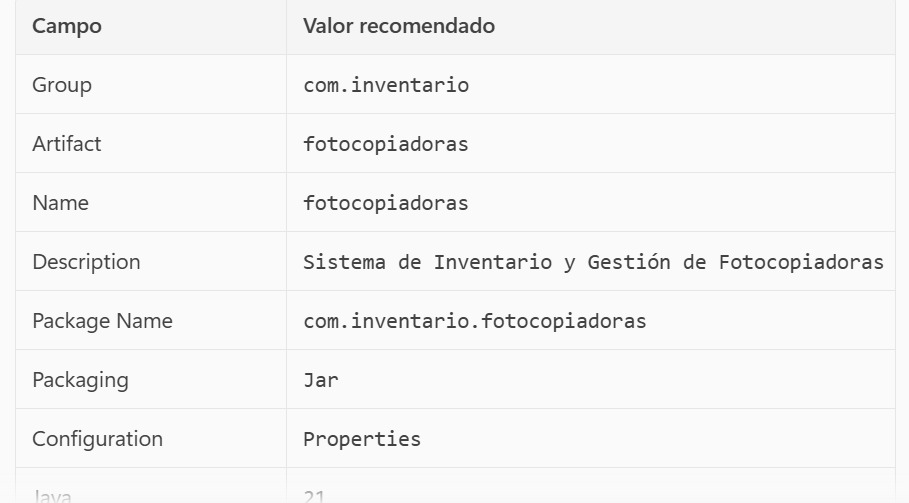 Campo Valor recomendado
Group com.inventario
Artifact fotocopiadoras
Name fotocopiadoras
Description Sistema de Inventario y Gestión de Fotocopiadoras
Package Name com.inventario.fotocopiadoras
Packaging Jar
Configuration Properties
Java 21